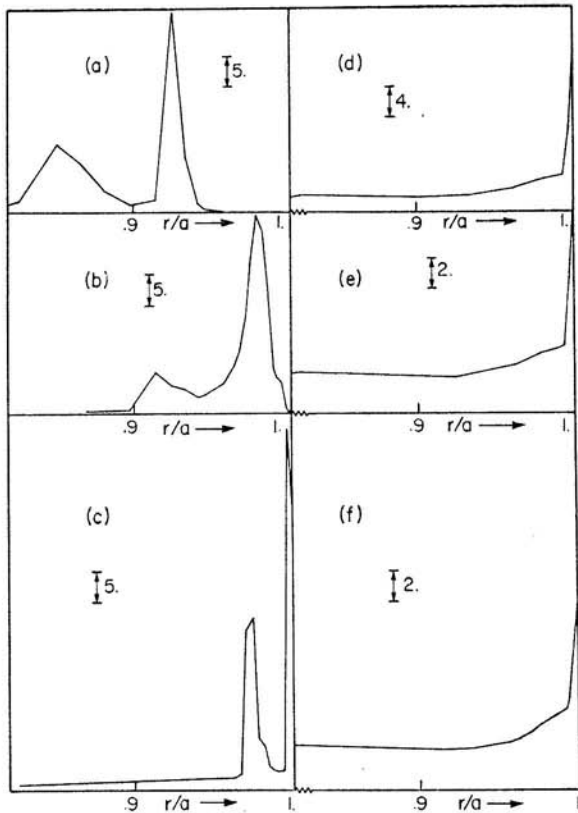 (a)
5.
.9 r/a 1.
(b)
5.
.9 r/a 1.
(c)
5.
.9 r/a 1.
(d)
4.
.9 r/a 1.
(e)
2.
.9 r/a 1.
(f)
2.
.9 r/a 1.